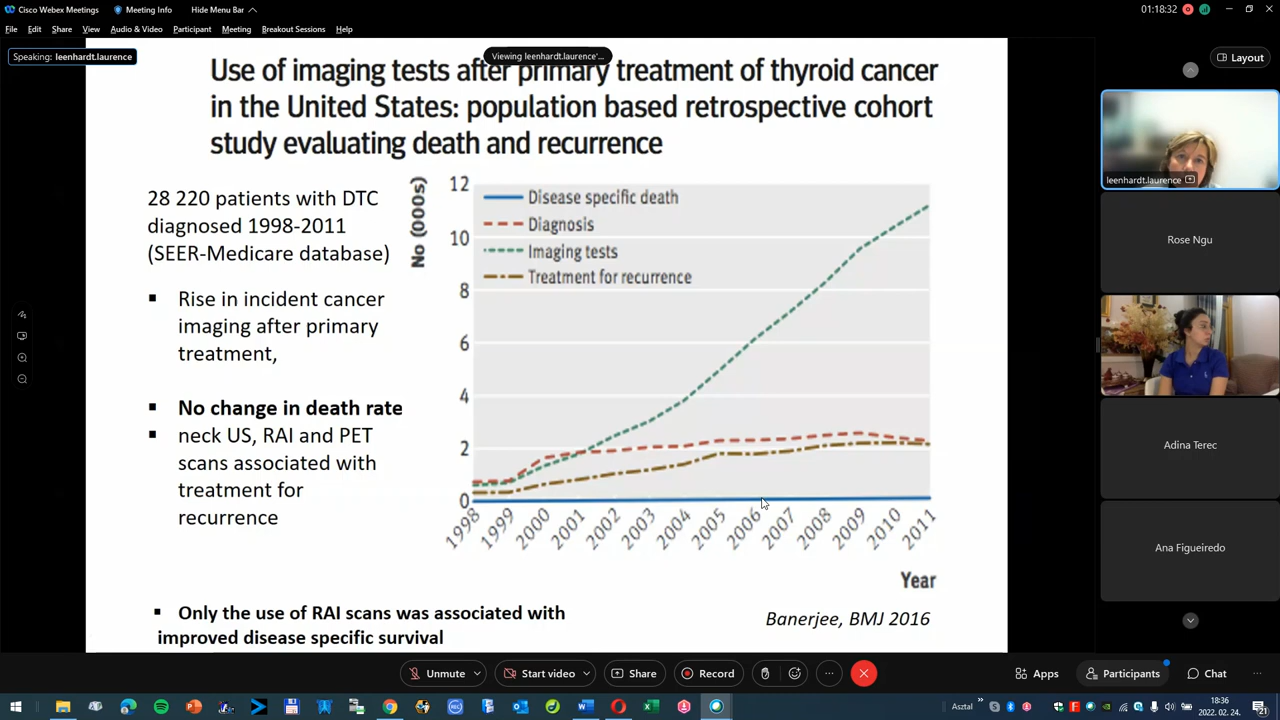 Cisco Webex Meetings
Meeting Info
Hide Menu Bar
01:18:32
File Edit Share View Audio & Video Participant Meeting Breakout Sessions Help
Speaking: leenhardt.laurence
Viewing leenhardt.laurence'...
Layout
Use of imaging tests after primary treatment of thyroid cancer
in the United States: population based retrospective cohort
study evaluating death and recurrence
28 220 patients with DTC
diagnosed 1998-2011
(SEER-Medicare database)
▪ Rise in incident cancer
imaging after primary
treatment,
▪ No change in death rate
▪ neck US, RAI and PET
scans associated with
treatment for
recurrence
No (000s)
12
10
8
6
4
2
0
Disease specific death
Diagnosis
Imaging tests
Treatment for recurrence
1998 1999 2000 2001 2002 2003 2004 2005 2006 2007 2008 2009 2010 2011
Year
▪ Only the use of RAI scans was associated with
improved disease specific survival
Banerjee, BMJ 2016
leenhardt.laurence
Rose Ngu
Adina Terec
Ana Figueiredo
Unmute
Start video
Share
Record
Apps
Participants
Chat
Asztal
18:36
2022. 02. 24.